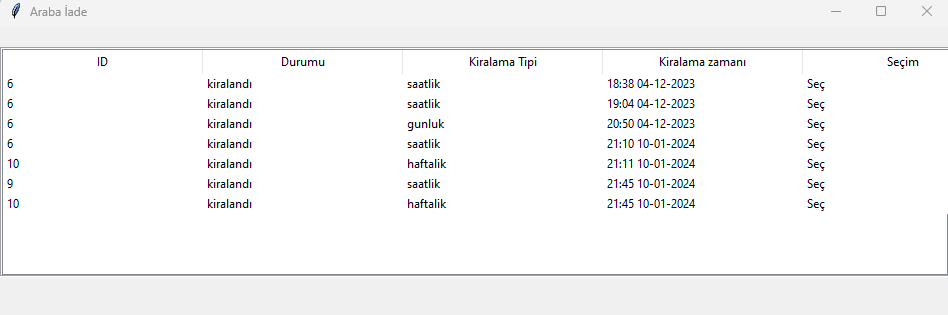 Araba İade
ID Durumu Kiralama Tipi Kiralama zamanı Seçim
6 kiralandı saatlik 18:38 04-12-2023 Seç
6 kiralandı saatlik 19:04 04-12-2023 Seç
6 kiralandı gunluk 20:50 04-12-2023 Seç
6 kiralandı saatlik 21:10 10-01-2024 Seç
10 kiralandı haftalik 21:11 10-01-2024 Seç
9 kiralandı saatlik 21:45 10-01-2024 Seç
10 kiralandı haftalik 21:45 10-01-2024 Seç